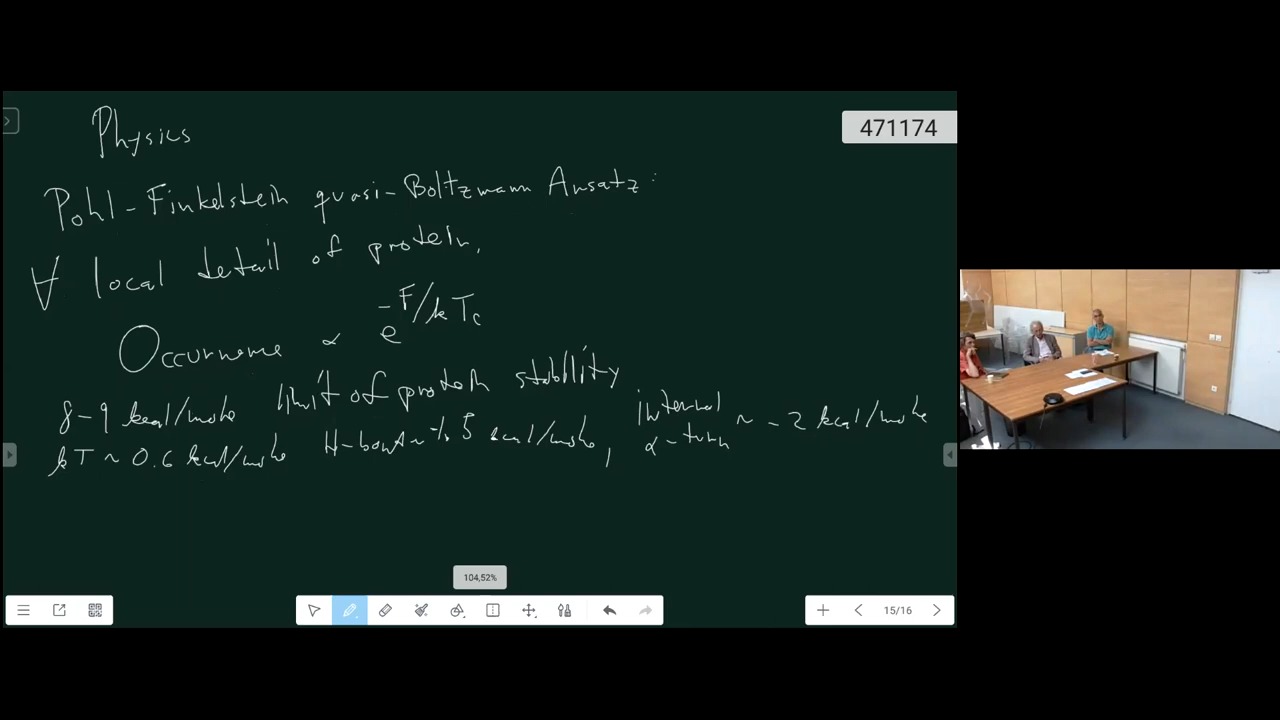 471174
Physics
Pohl-Finkelstein quasi-Boltzmann Ansatz:
∀ local detail of protein,
Occurrence ∝ e^{-F/kT_c}
8-9 kcal/mole limit of protein stability
kT ~ 0.6 kcal/mole H-bond 5 kcal/mole, internal α-turn ~ -2 kcal/mole
104,52%
15/16